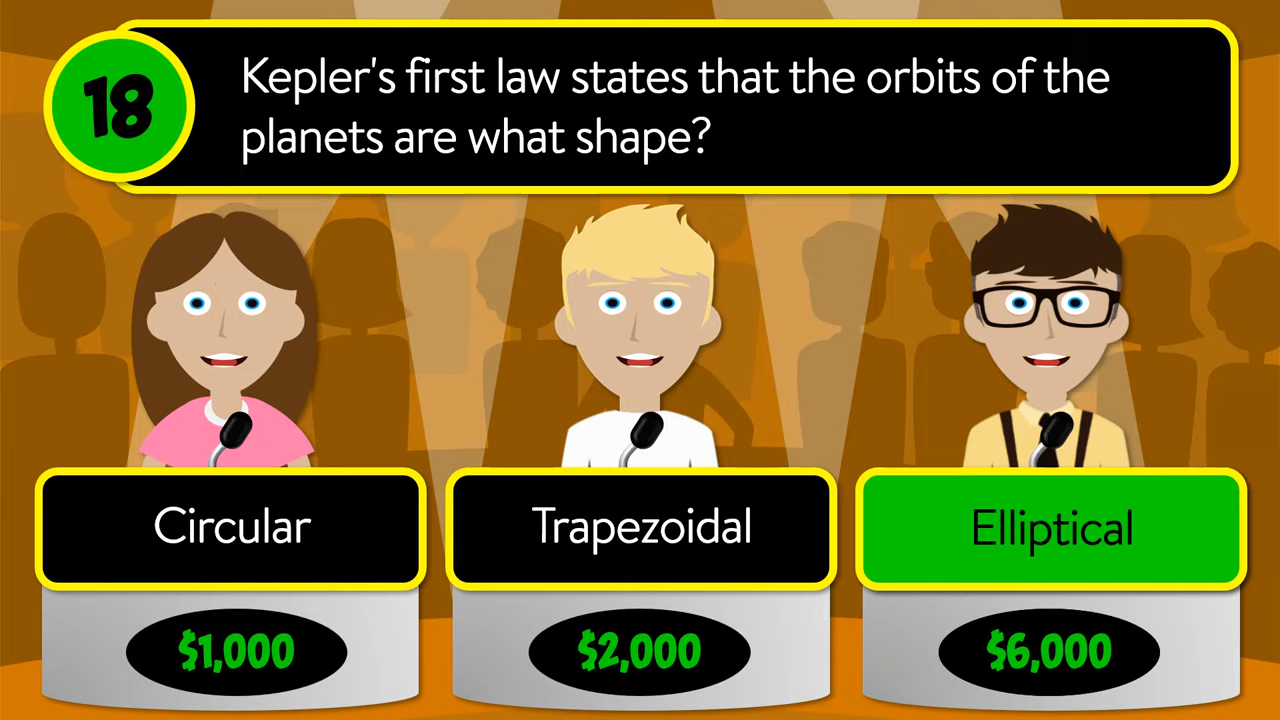 18
Kepler's first law states that the orbits of the
planets are what shape?
Circular
Trapezoidal
Elliptical
$1,000
$2,000
$6,000